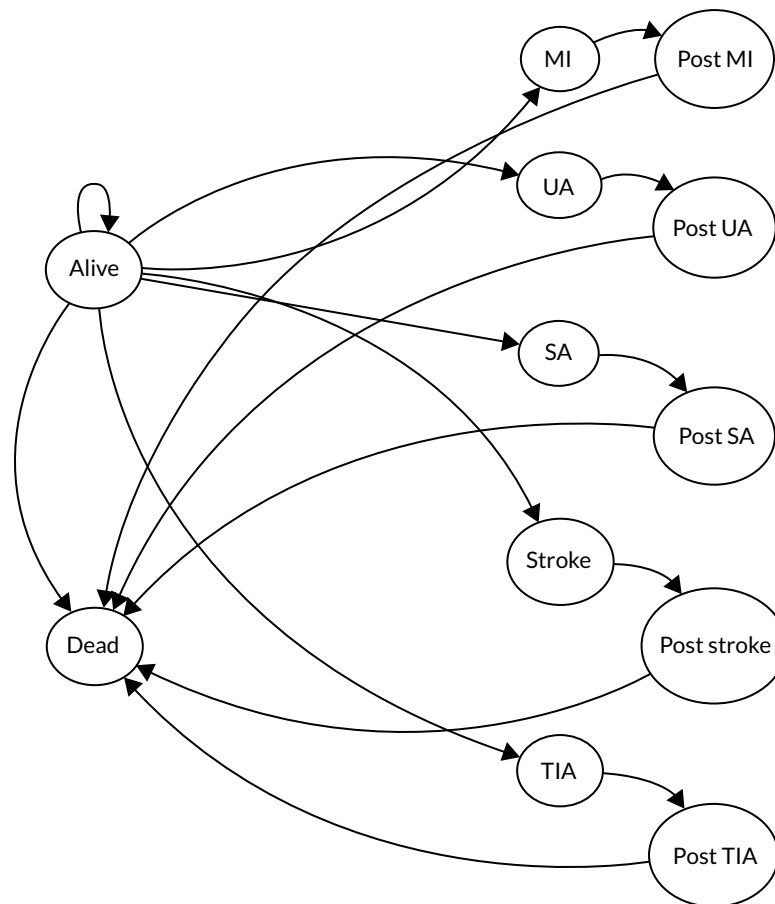 MI
Post MI
UA
Post UA
Alive
SA
Post SA
Stroke
Dead
Post stroke
TIA
Post TIA